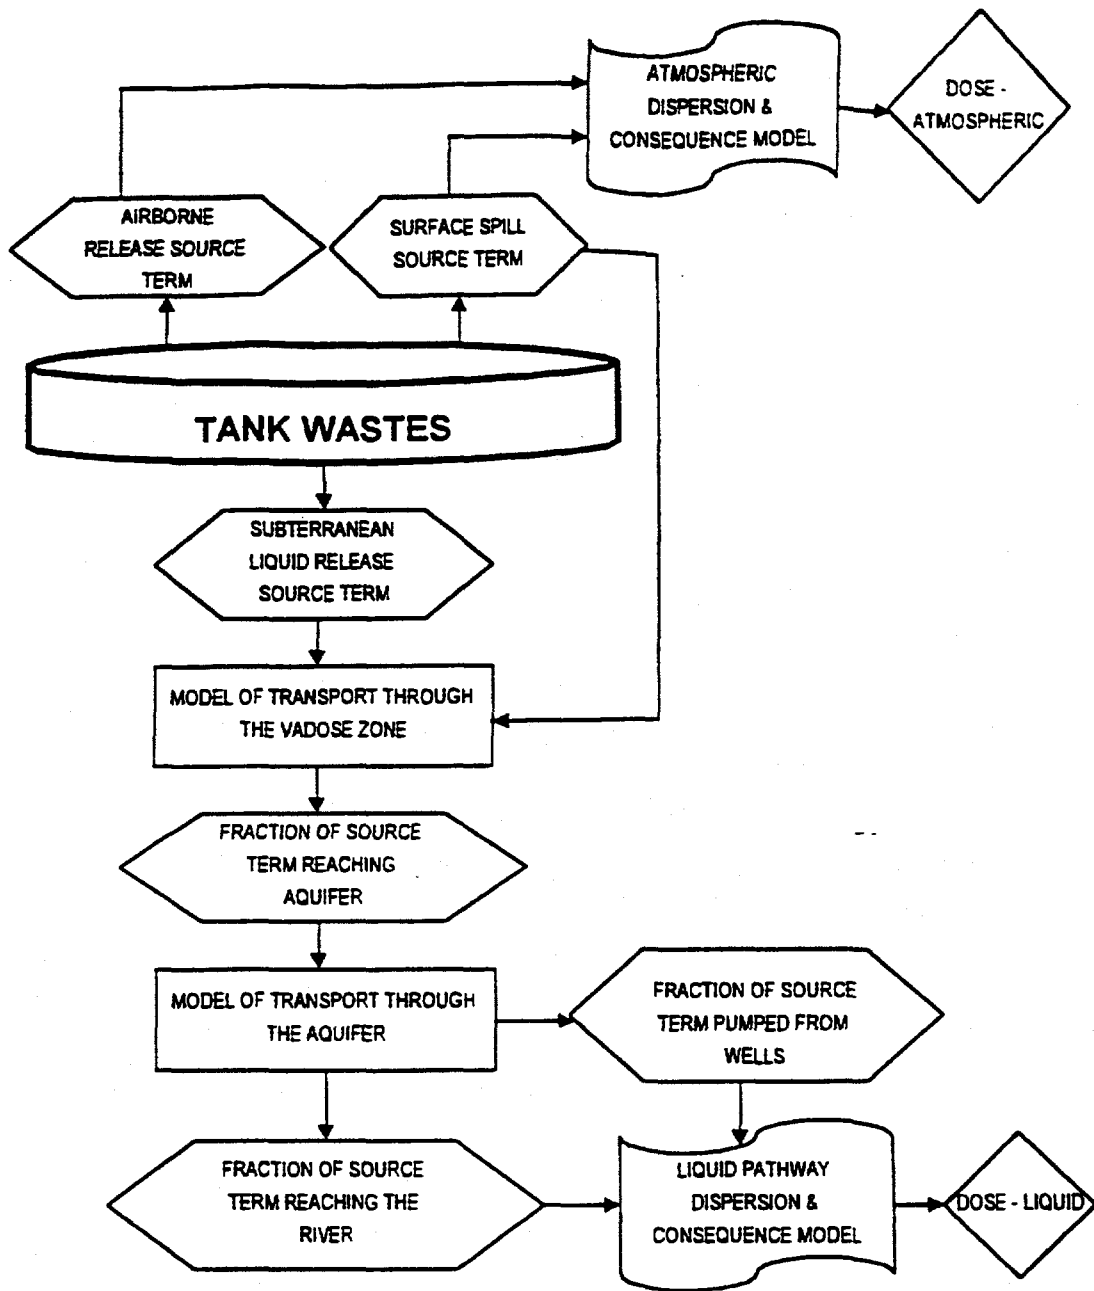 ATMOSPHERIC
DISPERSION &
CONSEQUENCE MODEL
DOSE -
ATMOSPHERIC
AIRBORNE
RELEASE SOURCE
TERM
SURFACE SPILL
SOURCE TERM
TANK WASTES
SUBTERRANEAN
LIQUID RELEASE
SOURCE TERM
MODEL OF TRANSPORT THROUGH
THE VADOSE ZONE
FRACTION OF SOURCE
TERM REACHING
AQUIFER
MODEL OF TRANSPORT THROUGH
THE AQUIFER
FRACTION OF SOURCE
TERM PUMPED FROM
WELLS
FRACTION OF SOURCE
TERM REACHING THE
RIVER
LIQUID PATHWAY
DISPERSION &
CONSEQUENCE MODEL
DOSE - LIQUID